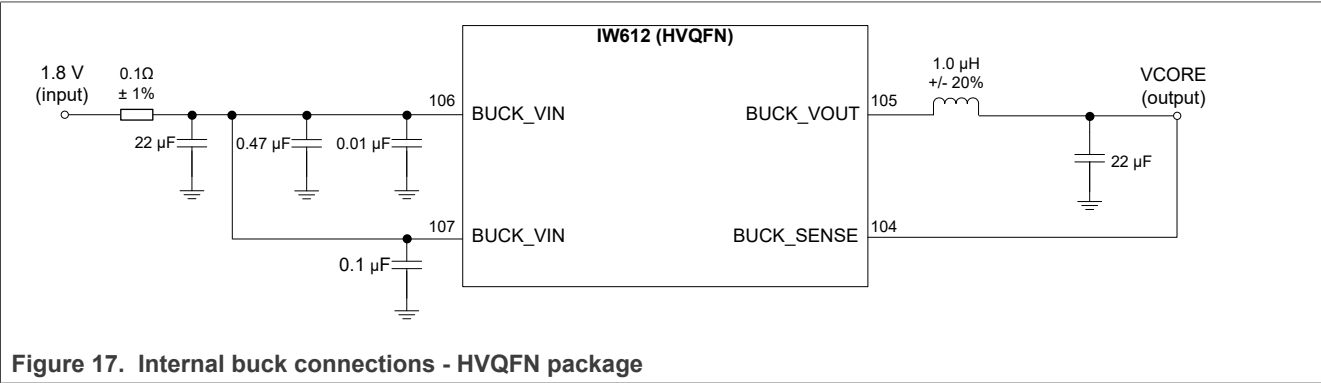 IW612 (HVQFN)
1.8 V
(input)
0.1Ω
± 1%
106
BUCK_VIN
22 µF
0.47 µF
0.01 µF
107
BUCK_VIN
0.1 µF
BUCK_VOUT
105
1.0 µH
+/- 20%
VCORE
(output)
22 µF
BUCK_SENSE
104
Figure 17. Internal buck connections - HVQFN package